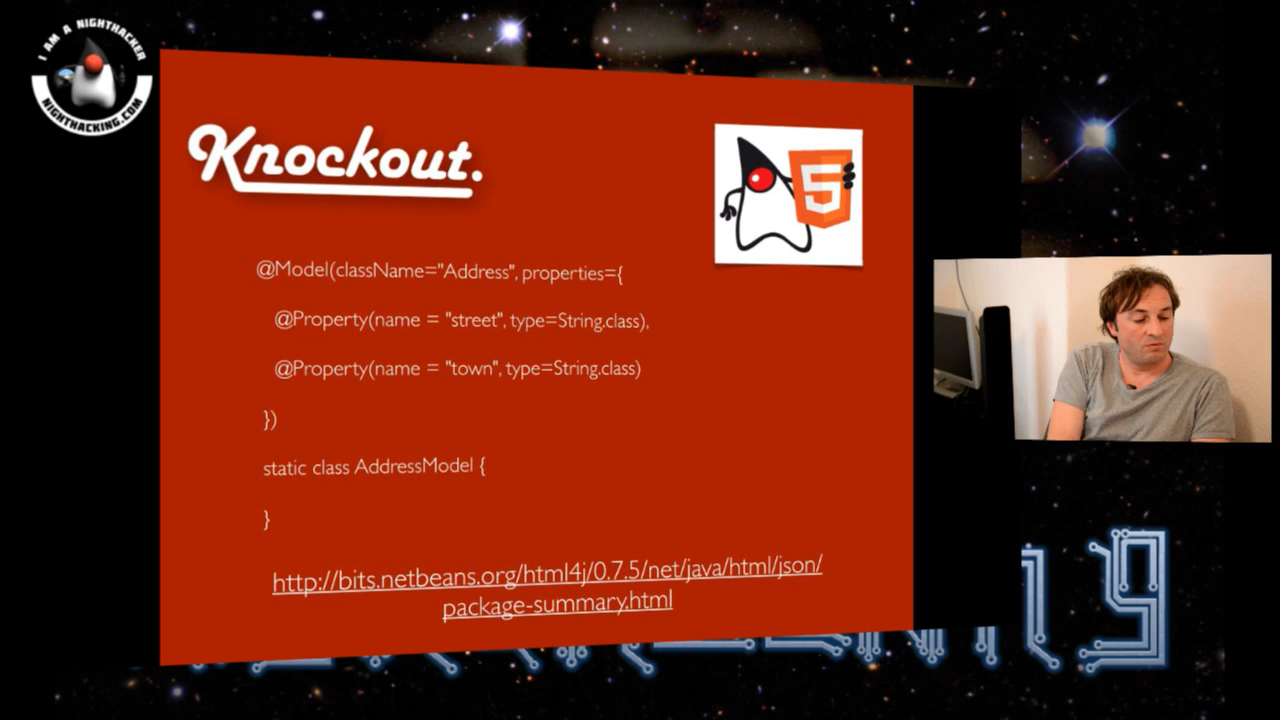 I AM A NIGHTHACKER
NIGHTHACKING.COM
Knockout.
5
@Model(className="Address", properties={
@Property(name = "street", type=String.class),
@Property(name = "town", type=String.class)
})
static class AddressModel {
}
http://bits.netbeans.org/html4j/0.7.5/net/java/html/json/
package-summary.html